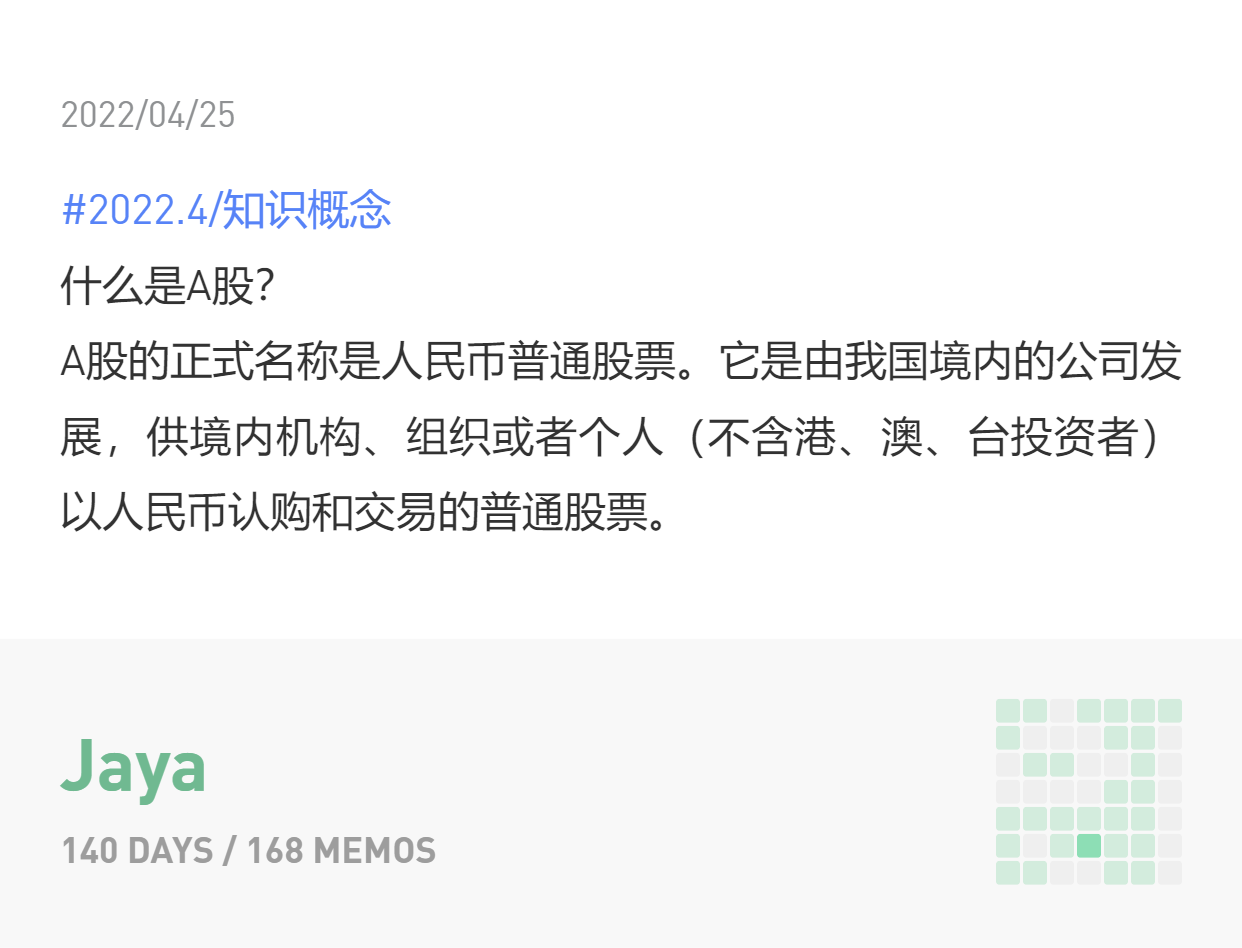 2022/04/25
#2022.4/知识概念
什么是A股？
A股的正式名称是人民币普通股票。它是由我国境内的公司发
展，供境内机构、组织或者个人（不含港、澳、台投资者）
以人民币认购和交易的普通股票。
Jaya
140 DAYS / 168 MEMOS